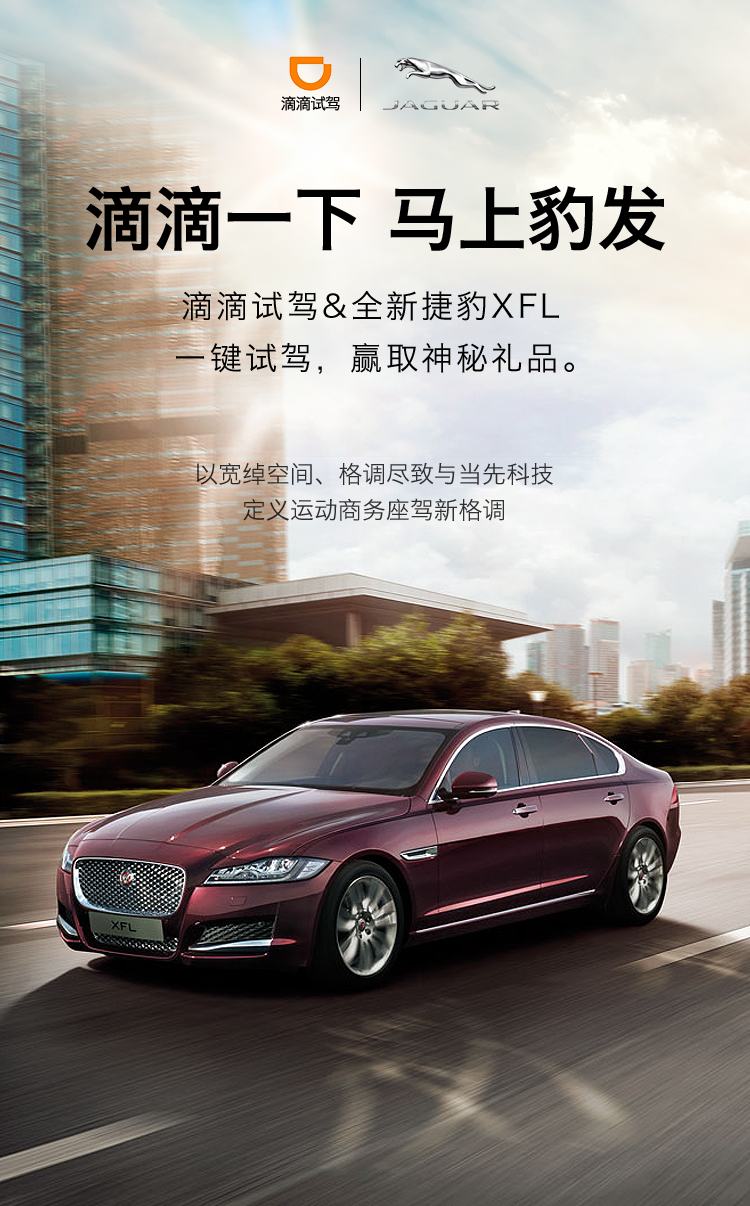 滴滴试驾
JAGUAR
滴滴一下 马上豹发
滴滴试驾&全新捷豹XFL
一键试驾，赢取神秘礼品。
以宽绰空间、格调尽致与当先科技
定义运动商务座驾新格调
XFL